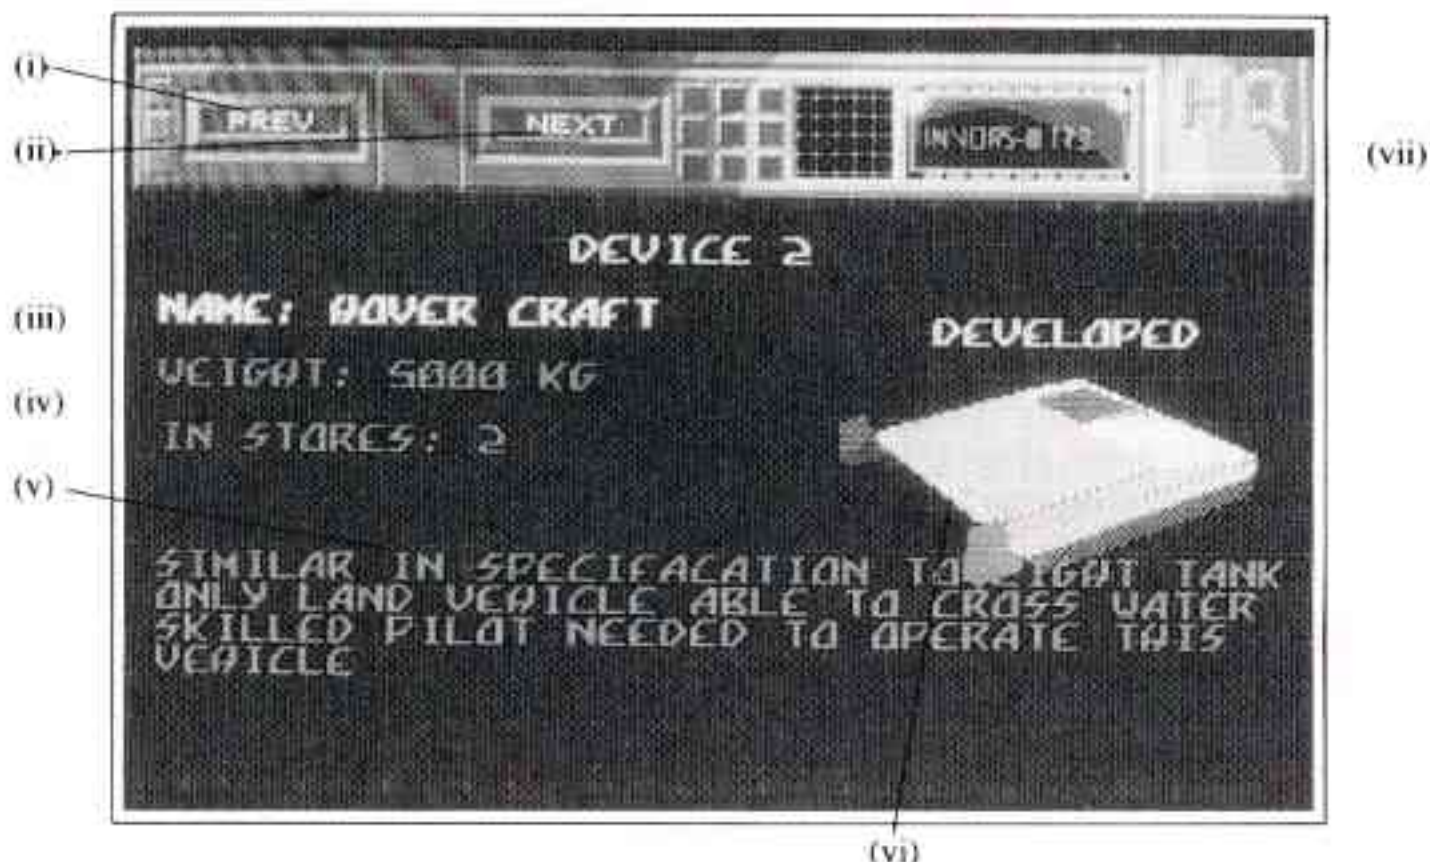 (i)
PREV
NEXT
HQ
(ii)
(vii)
DEVICE 2
(iii)
NAME: HOVER CRAFT
DEVELOPED
WEIGHT: 5000 KG
(iv)
IN STORES: 2
(v)
SIMILAR IN SPECIFACATION TO LIGHT TANK
ONLY LAND VEHICLE ABLE TO CROSS WATER
SKILLED PILOT NEEDED TO OPERATE THIS
VEHICLE
(vi)